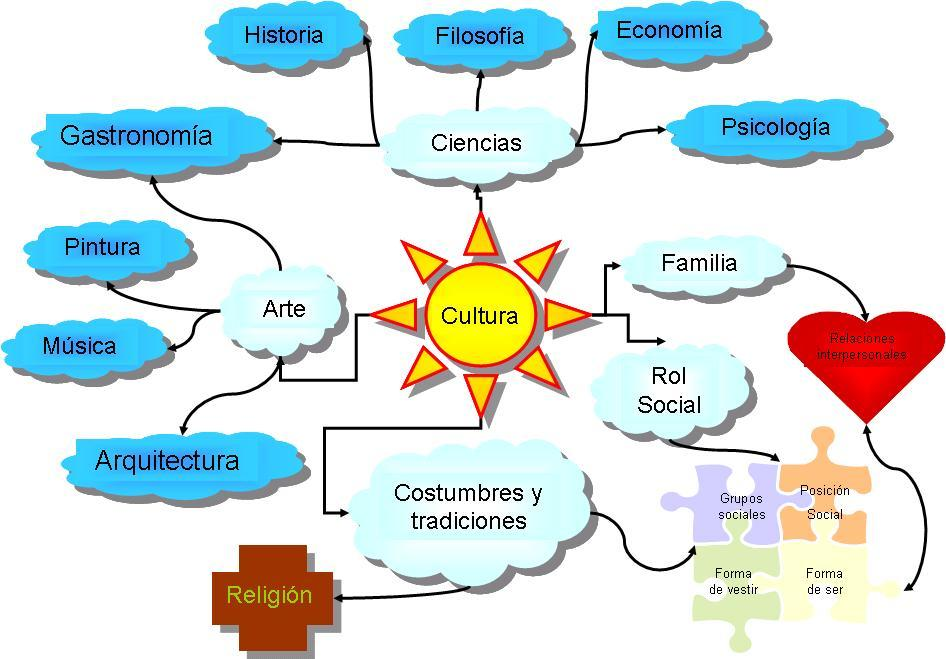 Historia
Filosofía
Economía
Gastronomía
Ciencias
Psicología
Pintura
Familia
Arte
Cultura
Música
Relaciones
interpersonales
Rol
Social
Arquitectura
Costumbres y
tradiciones
Grupos
sociales
Posición
Social
Forma
de vestir
Forma
de ser
Religión